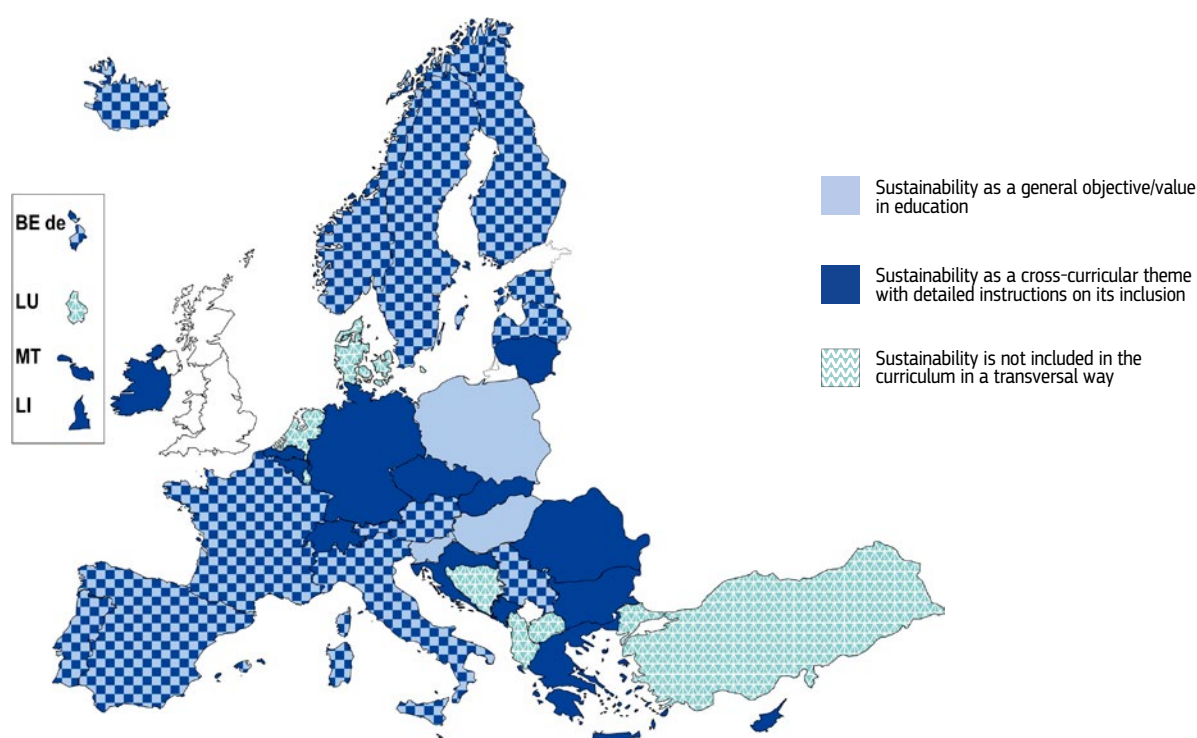 BE de
LU
MT
LI
Sustainability as a general objective/value
in education
Sustainability as a cross-curricular theme
with detailed instructions on its inclusion
Sustainability is not included in the
curriculum in a transversal way